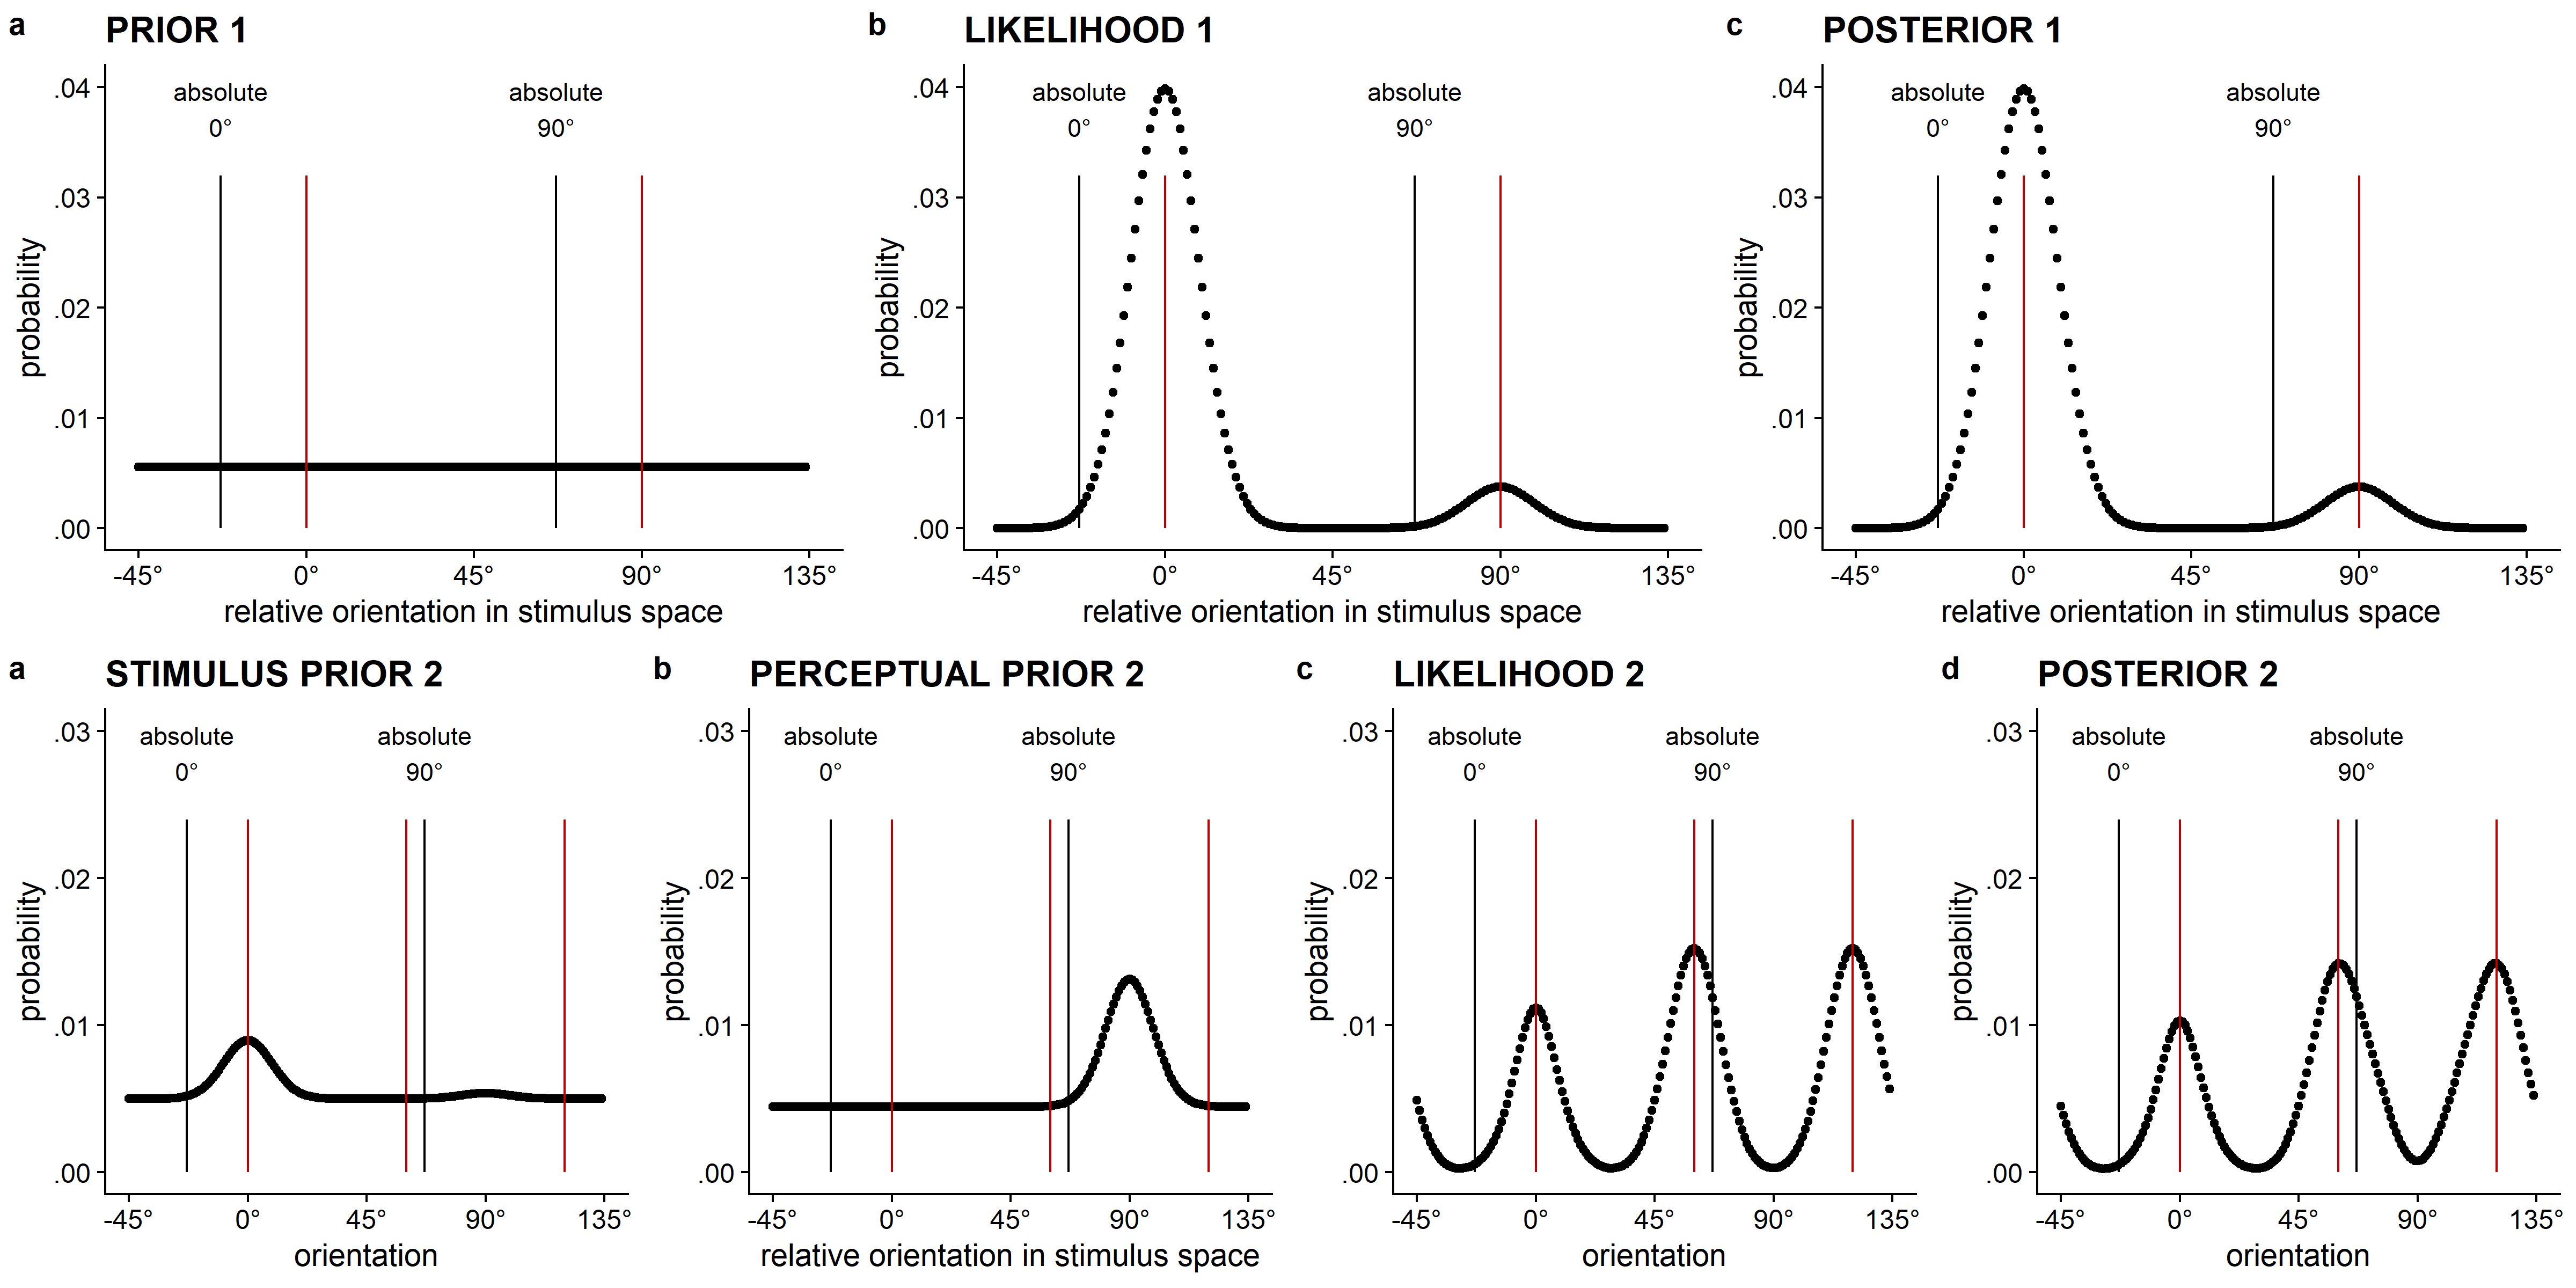 a PRIOR 1
absolute absolute
0° 90°
.04
.03
.02
.01
.00
probability
-45° 0° 45° 90° 135°
relative orientation in stimulus space
b LIKELIHOOD 1
absolute absolute
0° 90°
.04
.03
.02
.01
.00
probability
-45° 0° 45° 90° 135°
relative orientation in stimulus space
c POSTERIOR 1
absolute absolute
0° 90°
.04
.03
.02
.01
.00
probability
-45° 0° 45° 90° 135°
relative orientation in stimulus space
a STIMULUS PRIOR 2
absolute absolute
0° 90°
.03
.02
.01
.00
probability
-45° 0° 45° 90° 135°
orientation
b PERCEPTUAL PRIOR 2
absolute absolute
0° 90°
.03
.02
.01
.00
probability
-45° 0° 45° 90° 135°
relative orientation in stimulus space
c LIKELIHOOD 2
absolute absolute
0° 90°
.03
.02
.01
.00
probability
-45° 0° 45° 90° 135°
orientation
d POSTERIOR 2
absolute absolute
0° 90°
.03
.02
.01
.00
probability
-45° 0° 45° 90° 135°
orientation